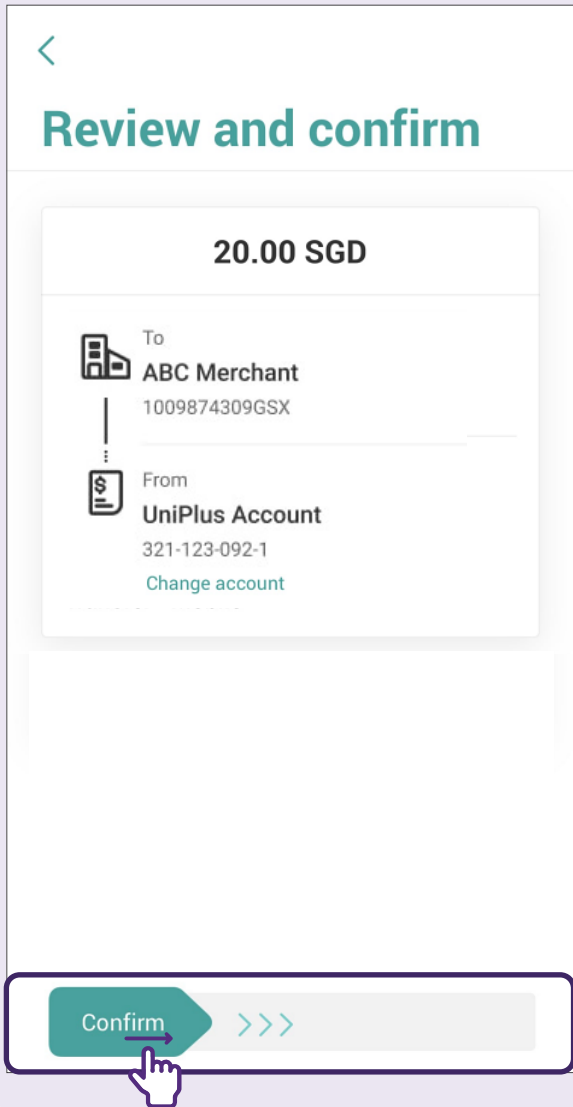 Review and confirm
20.00 SGD
To
ABC Merchant
1009874309GSX
From
UniPlus Account
321-123-092-1
Change account
Confirm